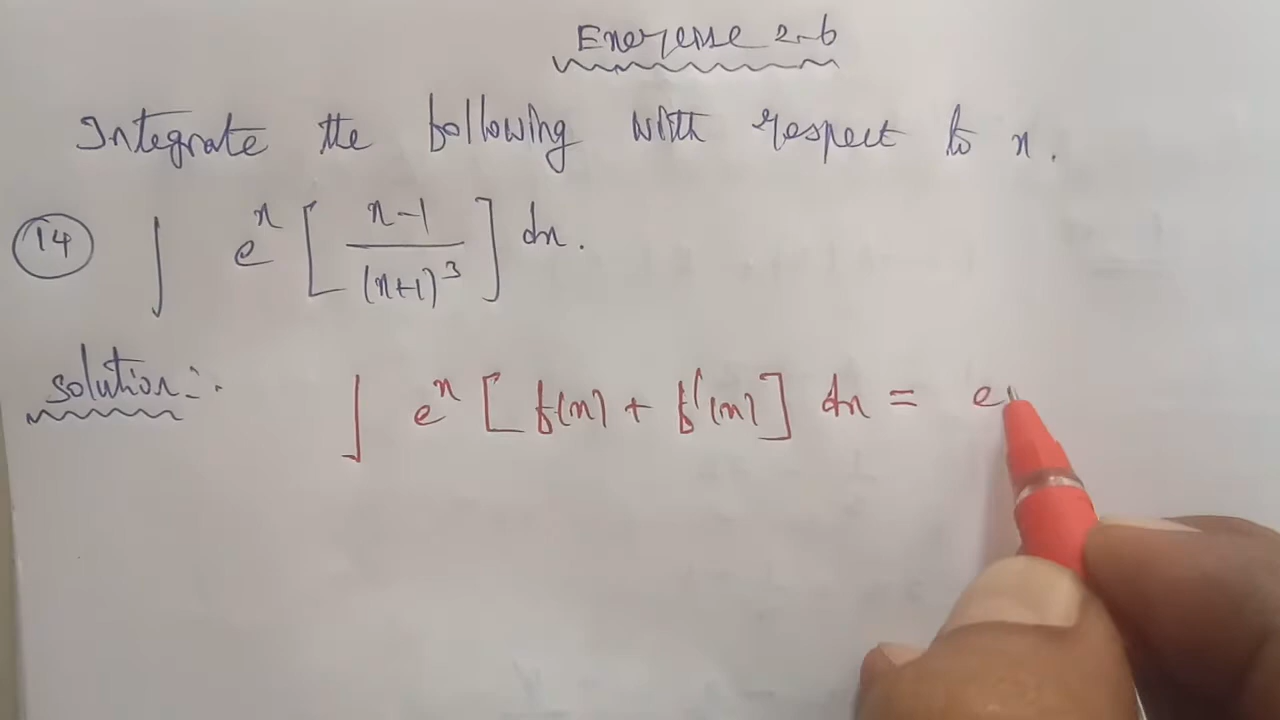 Exercise 2.6
Integrate the following with respect to x.
14 ∫ e^x [ x-1 / (x+1)^3 ] dx.
Solution:-
∫ e^x [ f(x) + f'(x) ] dx = e